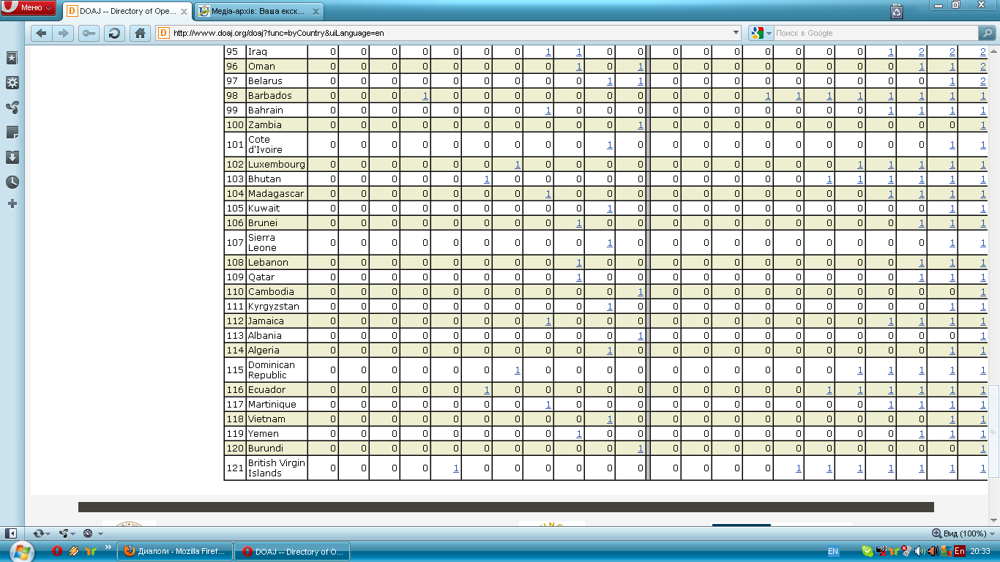 Меню
DOAJ -- Directory of Ope...
Медіа-архів: Ваша екск...
http://www.doaj.org/doaj?func=byCountry&uiLanguage=en
Поиск в Google
95 Iraq 0 0 0 0 0 0 0 1 1 0 0 0 0 0 0 0 0 0 1 2 2 2
96 Oman 0 0 0 0 0 0 0 0 1 0 1 0 0 0 0 0 0 0 0 1 1 2
97 Belarus 0 0 0 0 0 0 0 0 0 1 1 0 0 0 0 0 0 0 0 0 1 2
98 Barbados 0 0 0 1 0 0 0 0 0 0 0 0 0 0 1 1 1 1 1 1 1 1
99 Bahrain 0 0 0 0 0 0 0 1 0 0 0 0 0 0 0 0 0 0 1 1 1 1
100 Zambia 0 0 0 0 0 0 0 0 0 0 1 0 0 0 0 0 0 0 0 0 0 1
101 Cote
d'Ivoire 0 0 0 0 0 0 0 0 0 1 0 0 0 0 0 0 0 0 0 0 1 1
102 Luxembourg 0 0 0 0 0 0 1 0 0 0 0 0 0 0 0 0 0 1 1 1 1 1
103 Bhutan 0 0 0 0 0 1 0 0 0 0 0 0 0 0 0 0 1 1 1 1 1 1
104 Madagascar 0 0 0 0 0 0 0 1 0 0 0 0 0 0 0 0 0 0 1 1 1 1
105 Kuwait 0 0 0 0 0 0 0 0 0 1 0 0 0 0 0 0 0 0 0 0 1 1
106 Brunei 0 0 0 0 0 0 0 0 1 0 0 0 0 0 0 0 0 0 0 1 1 1
107 Sierra
Leone 0 0 0 0 0 0 0 0 0 1 0 0 0 0 0 0 0 0 0 0 1 1
108 Lebanon 0 0 0 0 0 0 0 0 1 0 0 0 0 0 0 0 0 0 0 1 1 1
109 Qatar 0 0 0 0 0 0 0 0 1 0 0 0 0 0 0 0 0 0 0 1 1 1
110 Cambodia 0 0 0 0 0 0 0 0 0 0 1 0 0 0 0 0 0 0 0 0 0 1
111 Kyrgyzstan 0 0 0 0 0 0 0 0 0 1 0 0 0 0 0 0 0 0 0 0 1 1
112 Jamaica 0 0 0 0 0 0 0 1 0 0 0 0 0 0 0 0 0 0 1 1 1 1
113 Albania 0 0 0 0 0 0 0 0 0 0 1 0 0 0 0 0 0 0 0 0 0 1
114 Algeria 0 0 0 0 0 0 0 0 0 1 0 0 0 0 0 0 0 0 0 0 1 1
115 Dominican
Republic 0 0 0 0 0 0 1 0 0 0 0 0 0 0 0 0 0 1 1 1 1 1
116 Ecuador 0 0 0 0 0 1 0 0 0 0 0 0 0 0 0 0 1 1 1 1 1 1
117 Martinique 0 0 0 0 0 0 0 1 0 0 0 0 0 0 0 0 0 0 1 1 1 1
118 Vietnam 0 0 0 0 0 0 0 0 0 1 0 0 0 0 0 0 0 0 0 0 1 1
119 Yemen 0 0 0 0 0 0 0 0 1 0 0 0 0 0 0 0 0 0 0 1 1 1
120 Burundi 0 0 0 0 0 0 0 0 0 0 1 0 0 0 0 0 0 0 0 0 0 1
121 British Virgin
Islands 0 0 0 0 1 0 0 0 0 0 0 0 0 0 0 1 1 1 1 1 1 1
Вид (100%)
Диалоги - Mozilla Firef...
DOAJ -- Directory of O...
EN
En
20:33